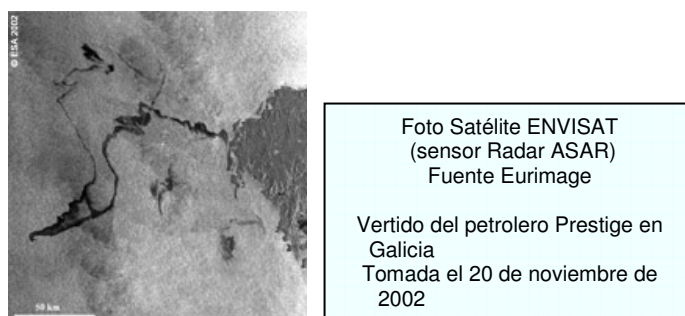 © ESA 2002
50 km
Foto Satélite ENVISAT
(sensor Radar ASAR)
Fuente Eurimage
Vertido del petrolero Prestige en
Galicia
Tomada el 20 de noviembre de
2002